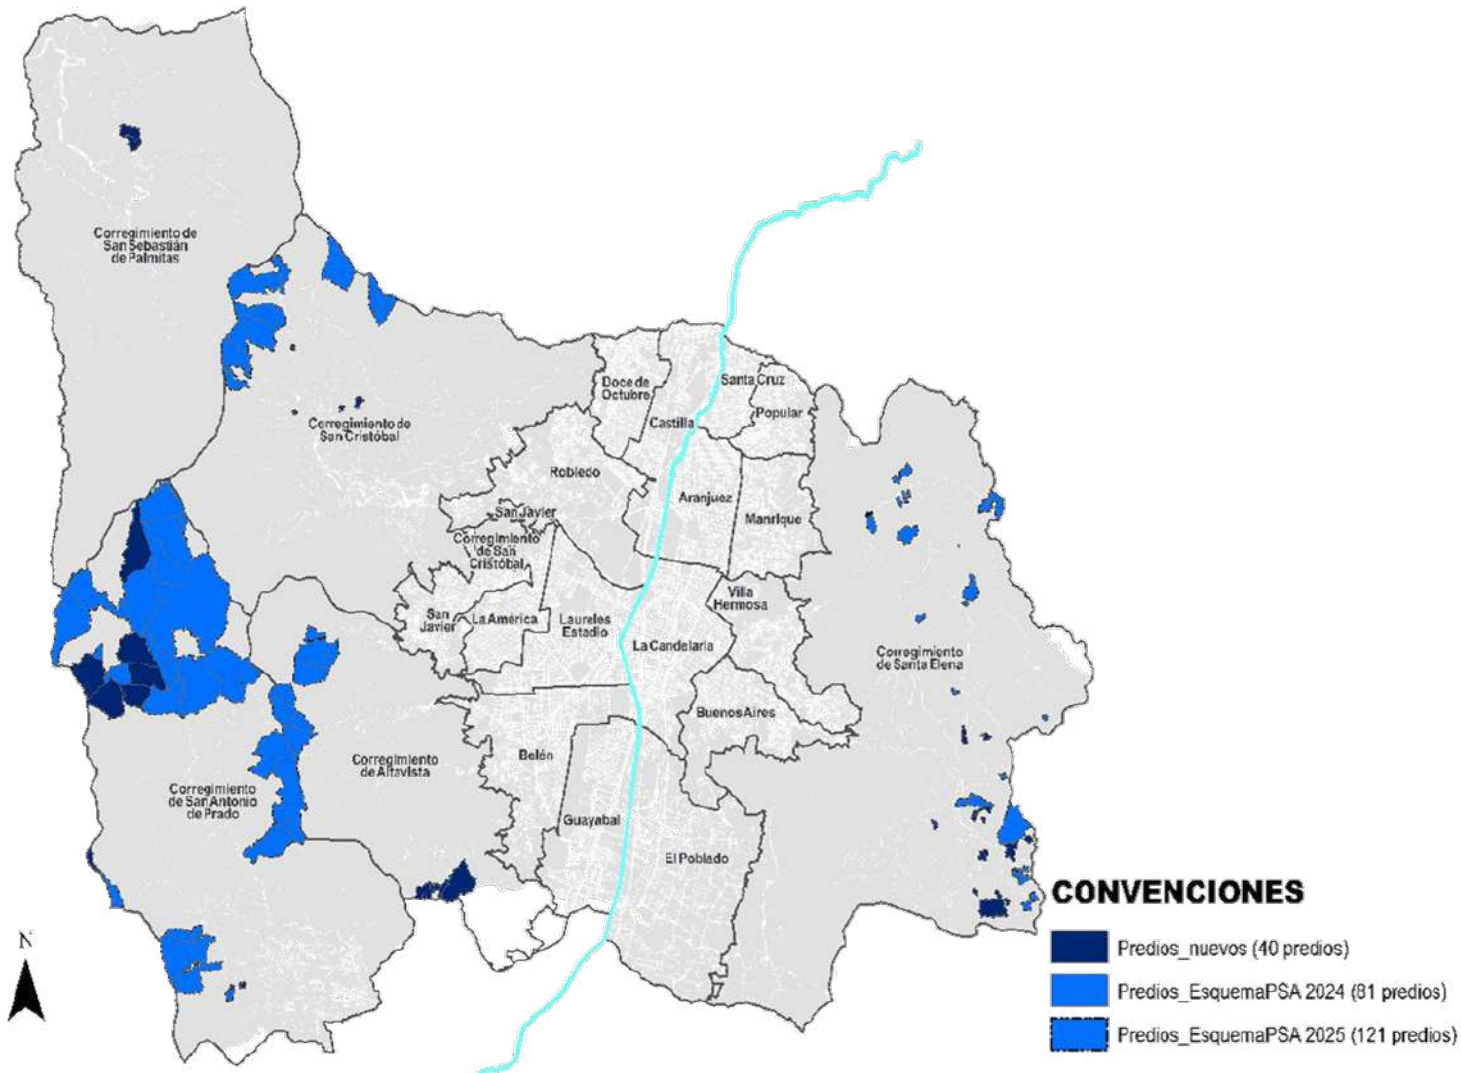 Corregimiento de
San Sebastián
de Palmitas
Corregimiento de
San Cristóbal
Doce de
Octubre
Santa Cruz
Popular
Castilla
Robledo
Aranjuez
Manrique
San Javier
Corregimiento
de San
Cristóbal
San
Javier
La América
Laureles
Estadio
Villa
Hermosa
La Candelaria
Corregimiento
de Santa Elena
Buenos Aires
Belén
Corregimiento
de Altavista
Corregimiento
de San Antonio
de Prado
Guayabal
El Poblado
N
CONVENCIONES
Predios_nuevos (40 predios)
Predios_EsquemaPSA 2024 (81 predios)
Predios_EsquemaPSA 2025 (121 predios)